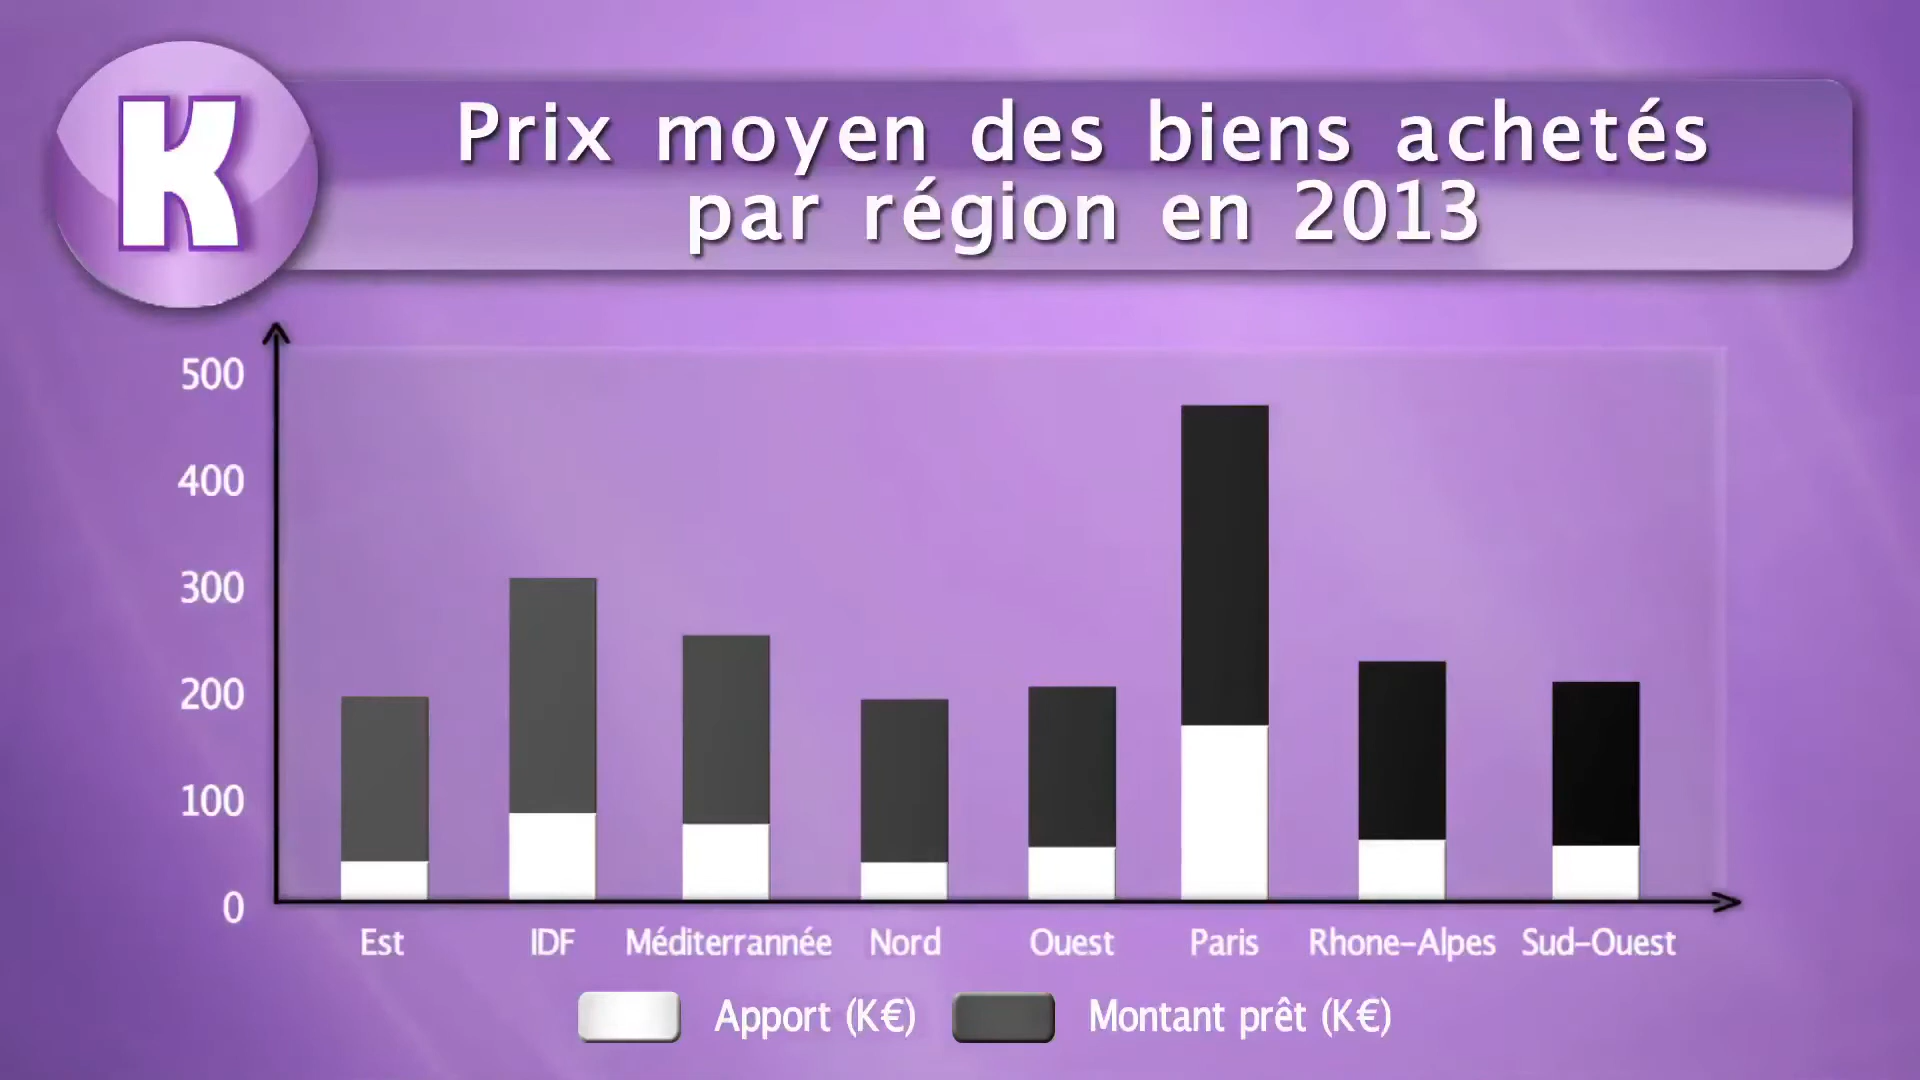 K
Prix moyen des biens achetés
par région en 2013
500
400
300
200
100
0
Est IDF Méditerrannée Nord Ouest Paris Rhone-Alpes Sud-Ouest
Apport (K€) Montant prêt (K€)